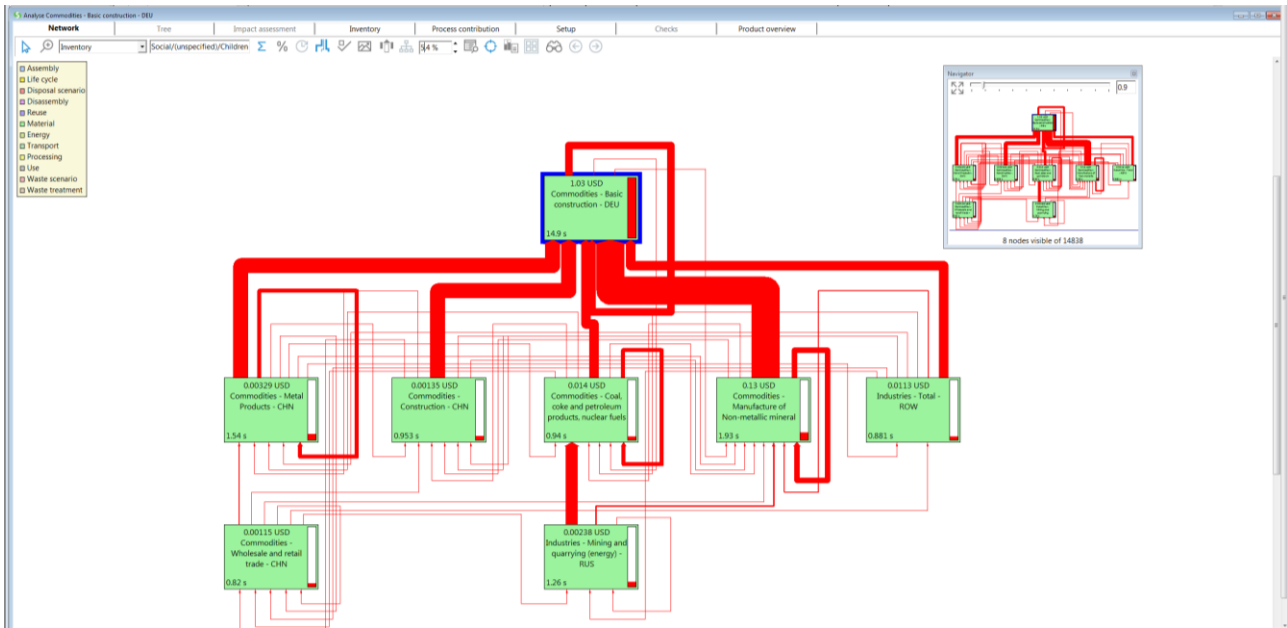 Analyse Commodities - Basic construction - DEU
Network
Tree
Impact assessment
Inventory
Process contribution
Setup
Checks
Product overview
Inventory
Social/(unspecified)/Children
Σ
%
5,4 %
Assembly
Life cycle
Disposal scenario
Disassembly
Reuse
Material
Energy
Transport
Processing
Use
Waste scenario
Waste treatment
Navigator
0.9
8 nodes visible of 14838
1.03 USD
Commodities - Basic
construction - DEU
14.9 s
0.00329 USD
Commodities - Metal
Products - CHN
1.54 s
0.00135 USD
Commodities -
Construction - CHN
0.953 s
0.014 USD
Commodities - Coal,
coke and petroleum
products, nuclear fuels
0.94 s
0.13 USD
Commodities -
Manufacture of
Non-metallic mineral
1.93 s
0.0113 USD
Industries - Total -
ROW
0.881 s
0.00115 USD
Commodities -
Wholesale and retail
trade - CHN
0.82 s
0.00238 USD
Industries - Mining and
quarrying (energy) -
RUS
1.26 s